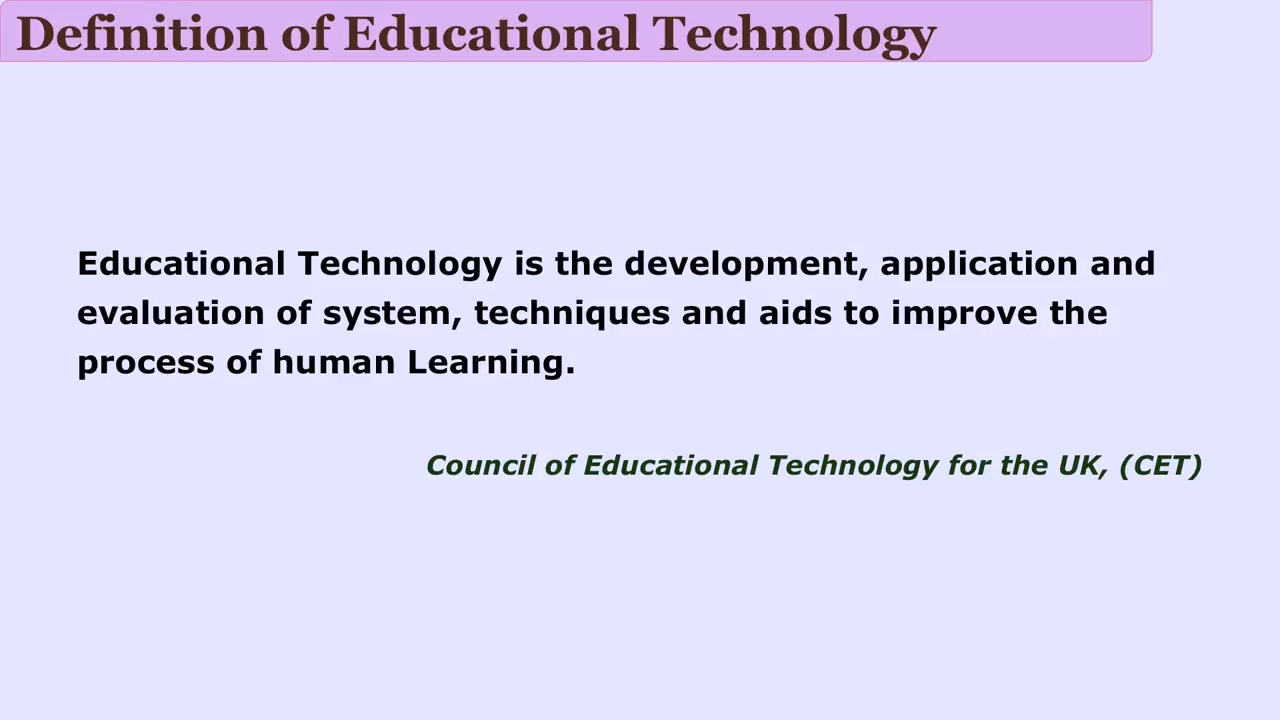 Definition of Educational Technology
Educational Technology is the development, application and
evaluation of system, techniques and aids to improve the
process of human Learning.
Council of Educational Technology for the UK, (CET)